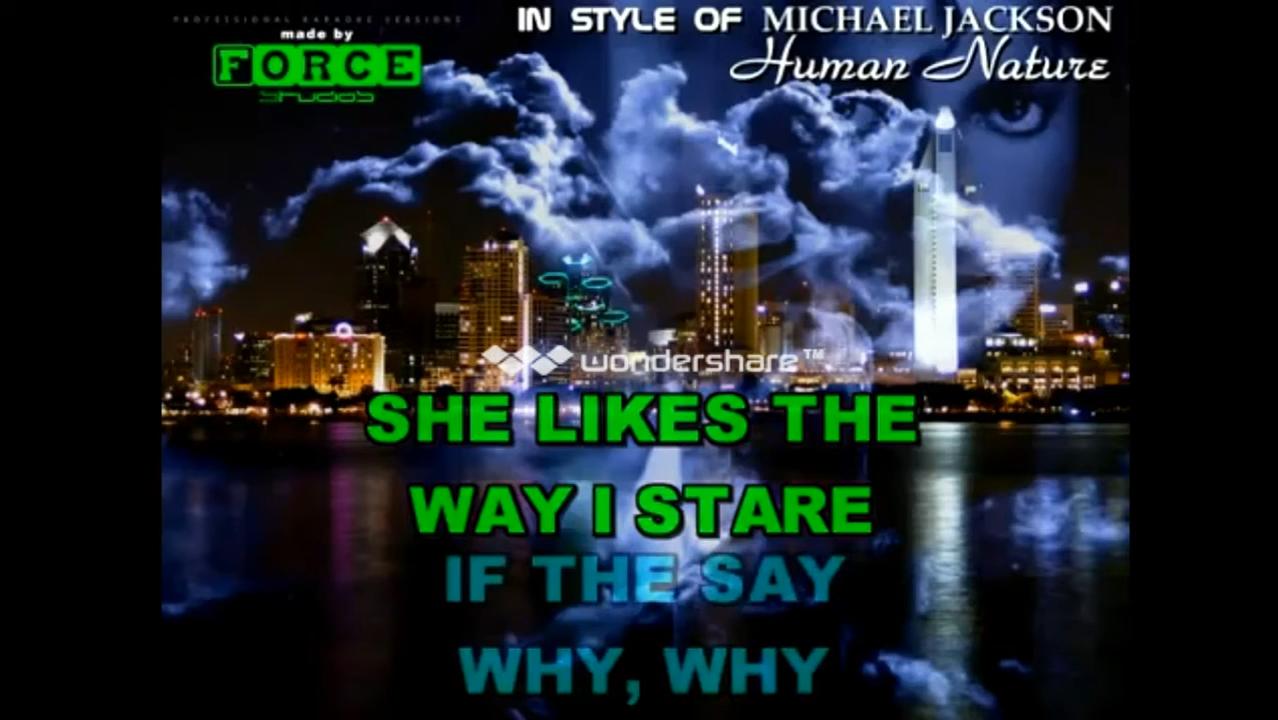 PROFESSIONAL KARAOKE VERSIONS
made by
FORCE
studios
IN STYLE OF MICHAEL JACKSON
Human Nature
wondershare™
SHE LIKES THE
WAY I STARE
IF THE SAY
WHY, WHY